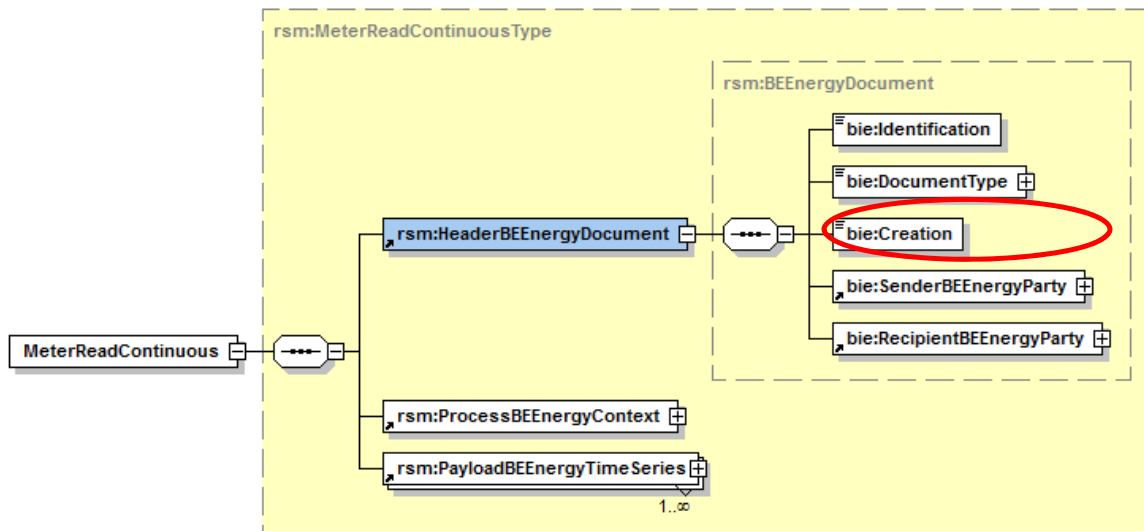 rsm:MeterReadContinuousType
rsm:BEEnergyDocument
bie:Identification
bie:DocumentType
rsm:HeaderBEEnergyDocument
bie:Creation
bie:SenderBEEnergyParty
bie:RecipientBEEnergyParty
MeterReadContinuous
rsm:ProcessBEEnergyContext
rsm:PayloadBEEnergyTimeSeries
1..∞